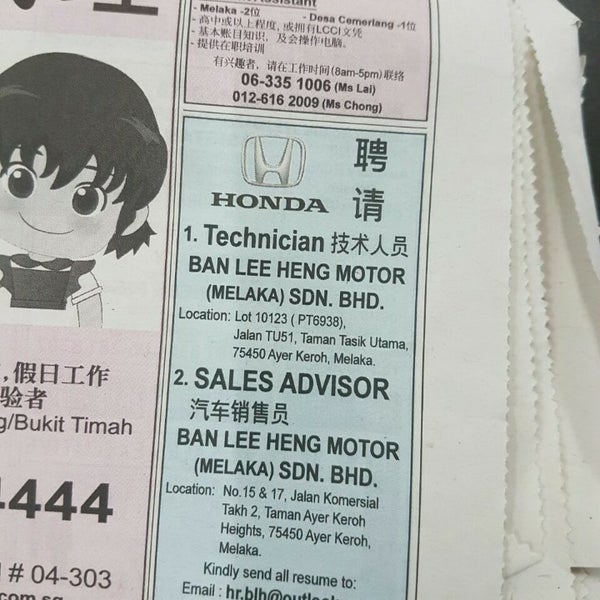 - Melaka -2位
- Desa Cemerlang -1位
- 高中或以上程度, 或拥有LCCI文凭
- 基本账目知识, 及会操作电脑。
- 提供在职培训
有兴趣者, 请在工作时间(8am-5pm)联络
06-335 1006 (Ms Lai)
012-616 2009 (Ms Chong)
HONDA
聘
请
1. Technician 技术人员
BAN LEE HENG MOTOR
(MELAKA) SDN. BHD.
Location: Lot 10123 ( PT6938),
Jalan TU51, Taman Tasik Utama,
75450 Ayer Keroh, Melaka.
2. SALES ADVISOR
汽车销售员
BAN LEE HENG MOTOR
(MELAKA) SDN. BHD.
Location: No.15 & 17, Jalan Komersial
Takh 2, Taman Ayer Keroh
Heights, 75450 Ayer Keroh,
Melaka.
Kindly send all resume to:
Email : hr.blh@outlook
, 假日工作
验者
g/Bukit Timah
444
# 04-303
com.sg